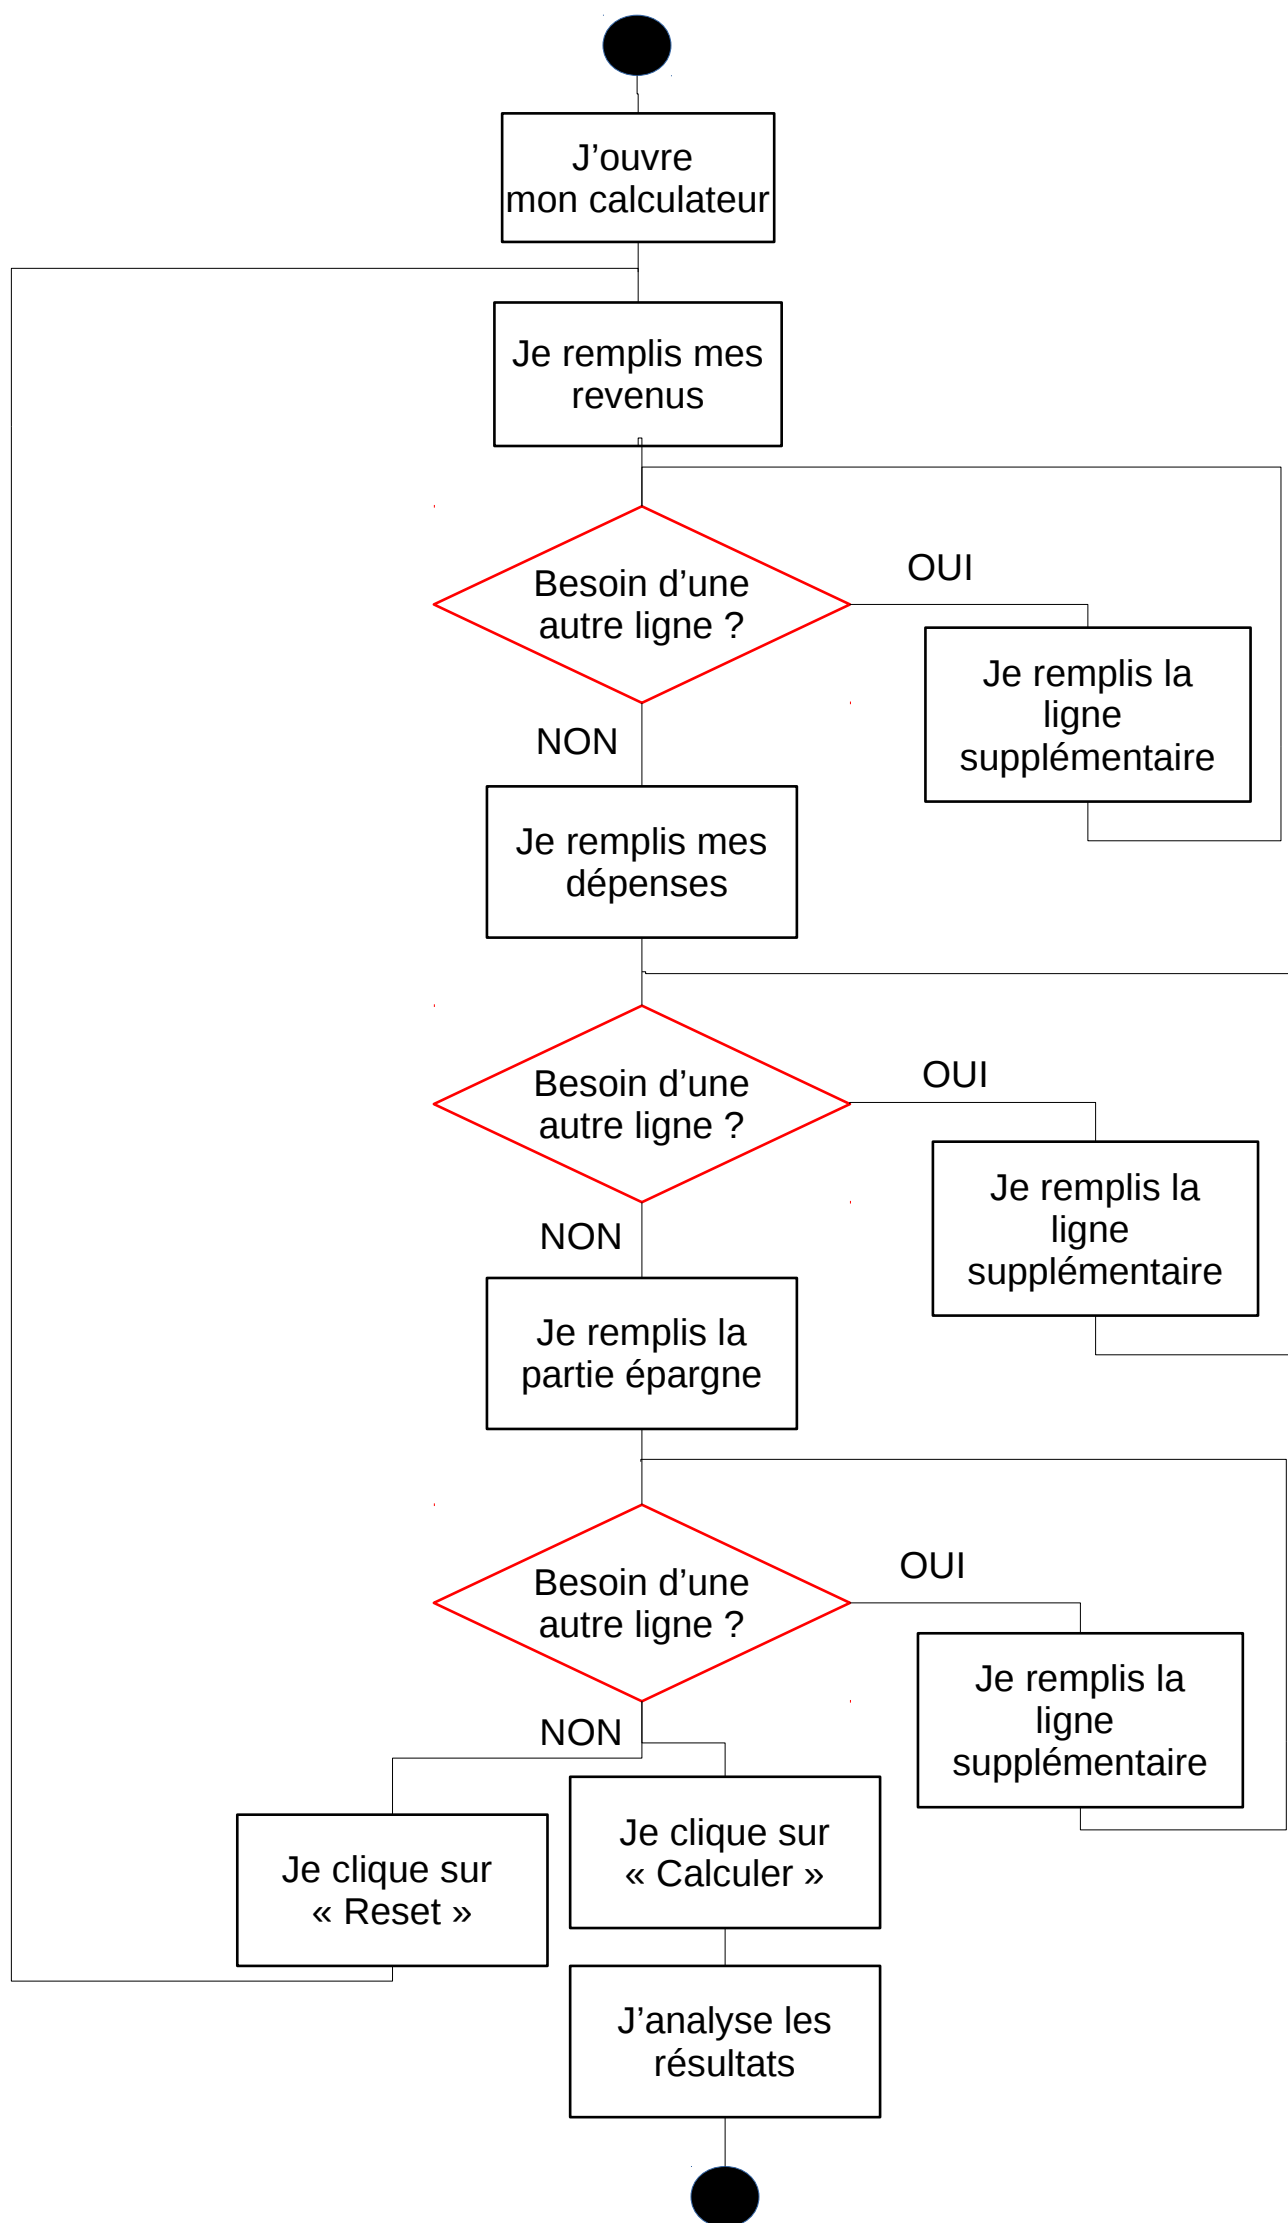 J’ouvre
mon calculateur
Je remplis mes
revenus
Besoin d’une
autre ligne ?
OUI
Je remplis la
ligne
supplémentaire
NON
Je remplis mes
dépenses
Besoin d’une
autre ligne ?
OUI
Je remplis la
ligne
supplémentaire
NON
Je remplis la
partie épargne
Besoin d’une
autre ligne ?
OUI
Je remplis la
ligne
supplémentaire
NON
Je clique sur
« Reset »
Je clique sur
« Calculer »
J’analyse les
résultats